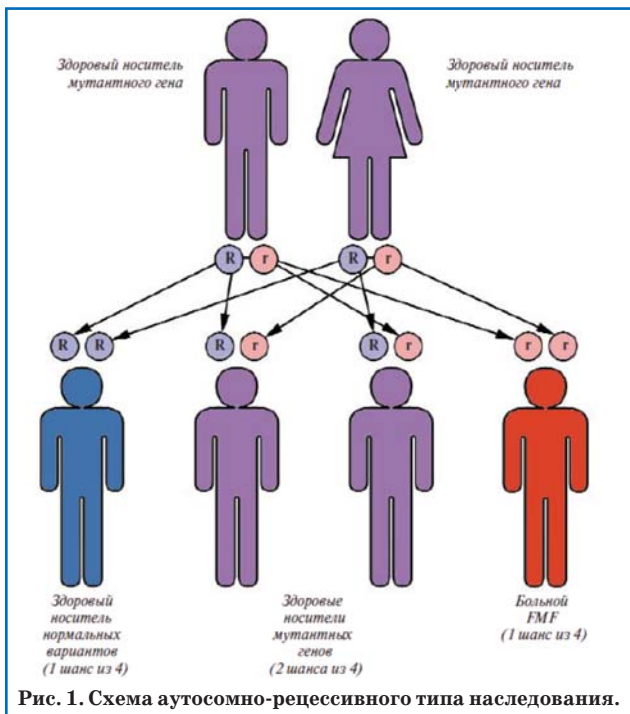 Здоровый носитель
мутантного гена
Здоровый носитель
мутантного гена
R r R r
R R R r R r r r
Здоровый
носитель
нормальных
вариантов
(1 шанс из 4)
Здоровые
носители
мутантных
генов
(2 шанса из 4)
Больной
FMF
(1 шанс из 4)
Рис. 1. Схема аутосомно-рецессивного типа наследования.